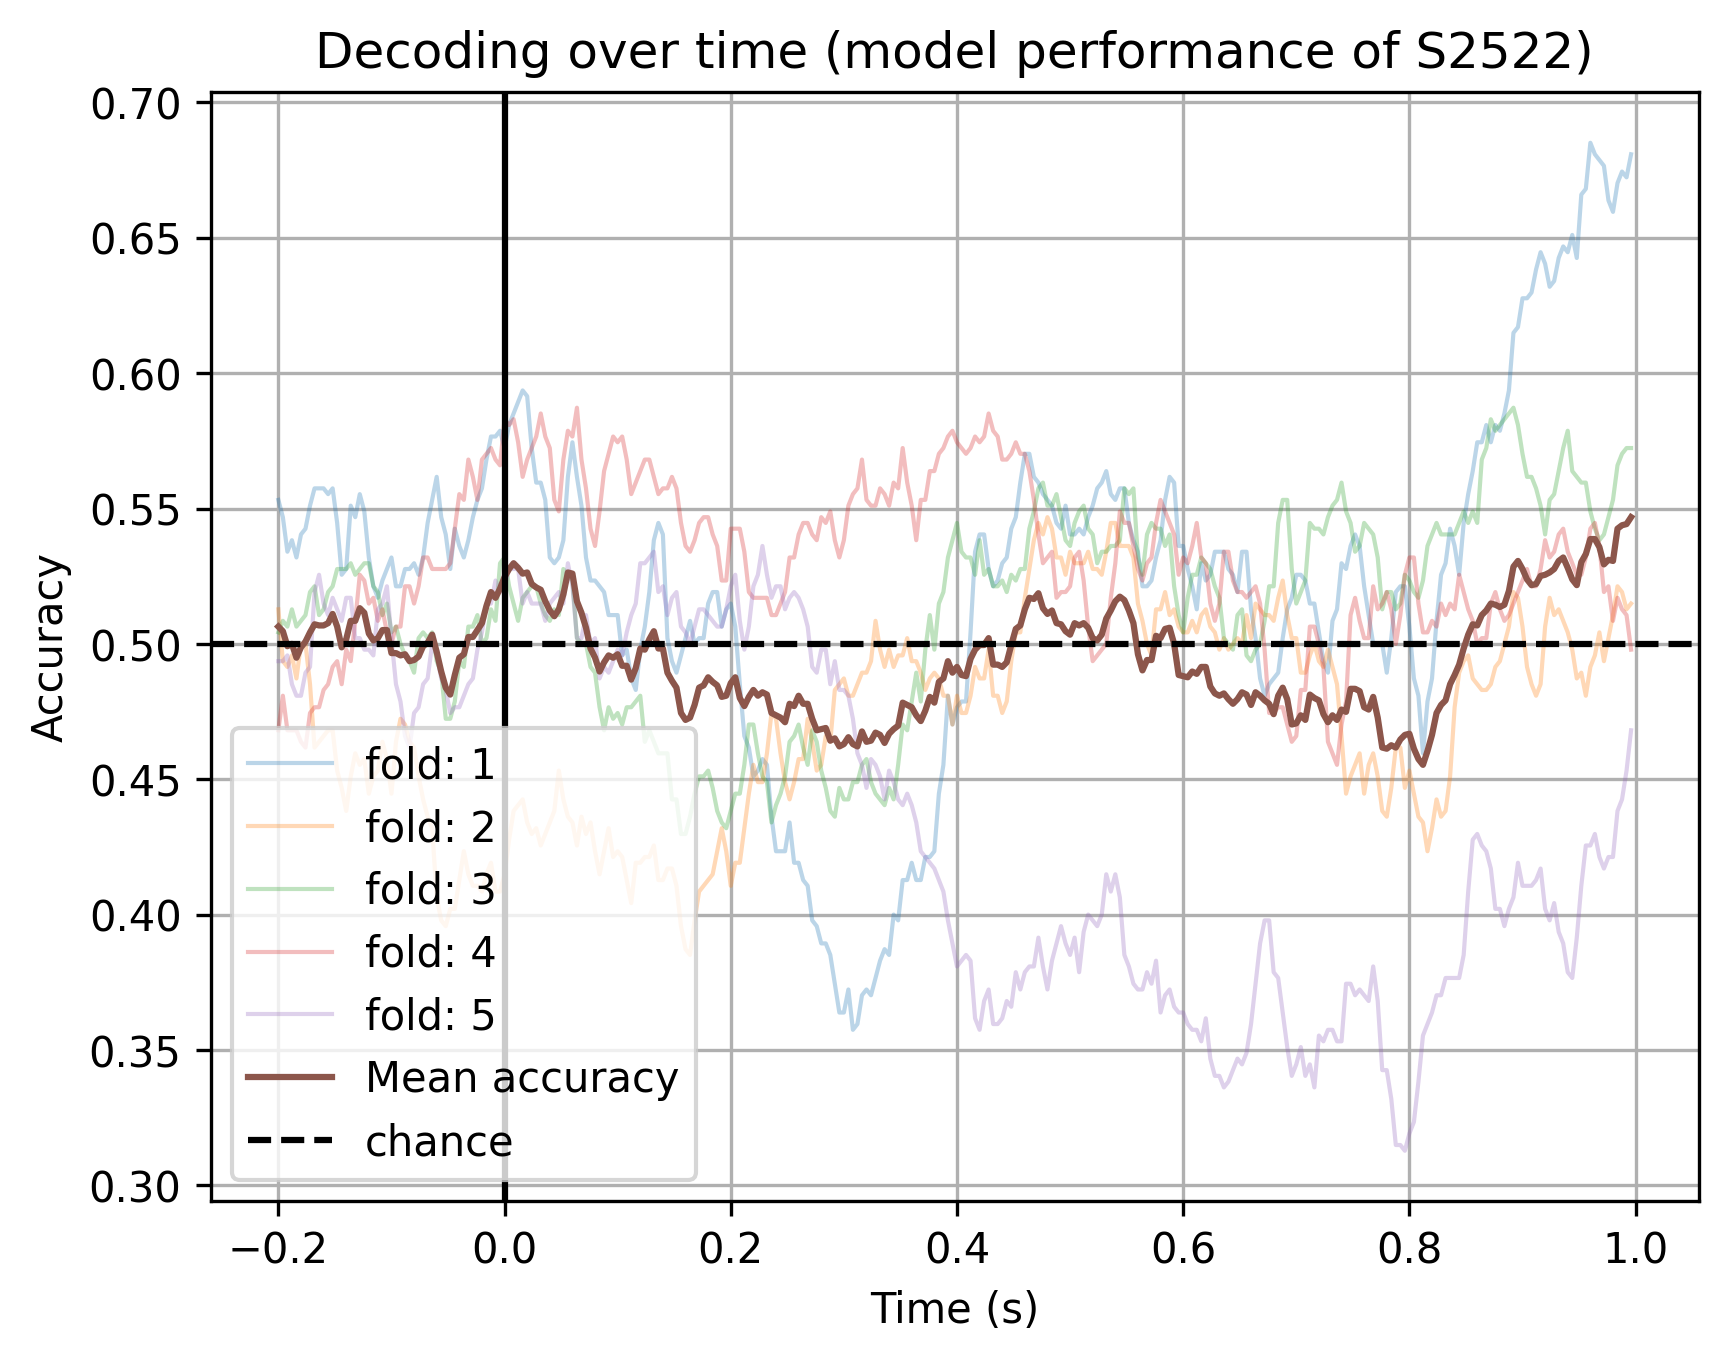 Decoding over time (model performance of S2522)
0.70
0.65
0.60
0.55
0.50
0.45
0.40
0.35
0.30
Accuracy
fold: 1
fold: 2
fold: 3
fold: 4
fold: 5
Mean accuracy
chance
−0.2 0.0 0.2 0.4 0.6 0.8 1.0
Time (s)